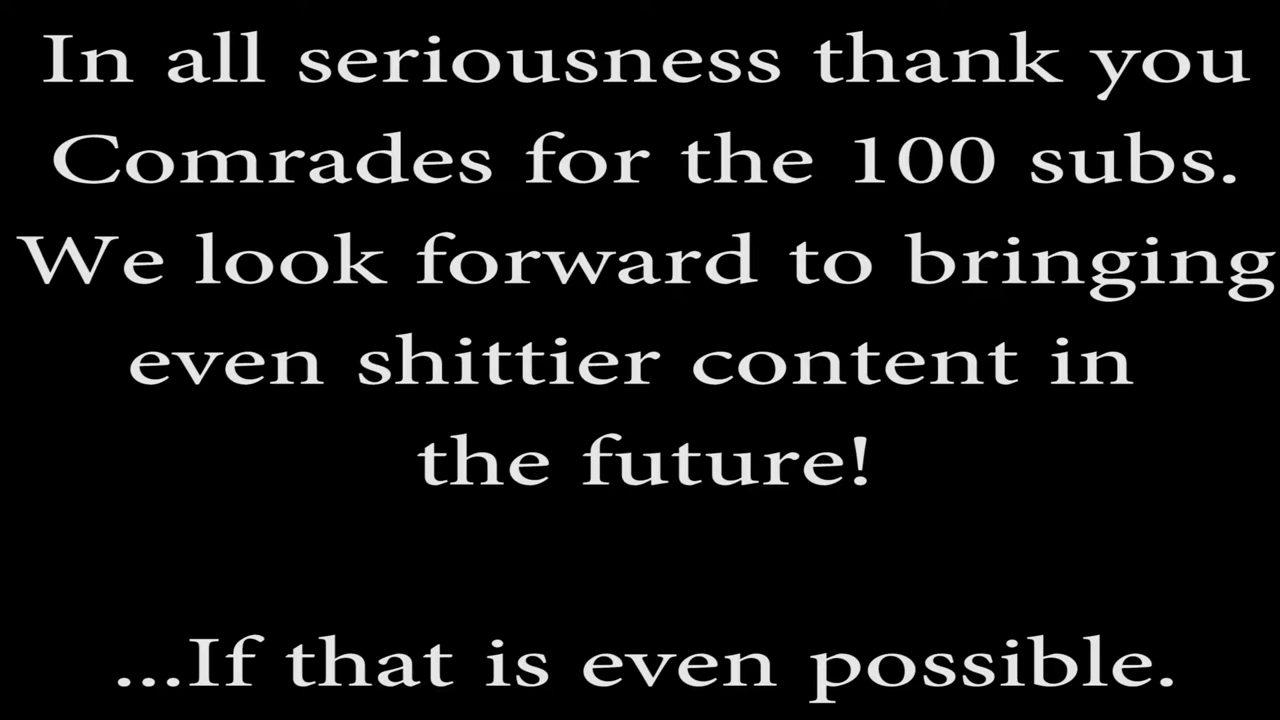 In all seriousness thank you
Comrades for the 100 subs.
We look forward to bringing
even shittier content in
the future!
...If that is even possible.